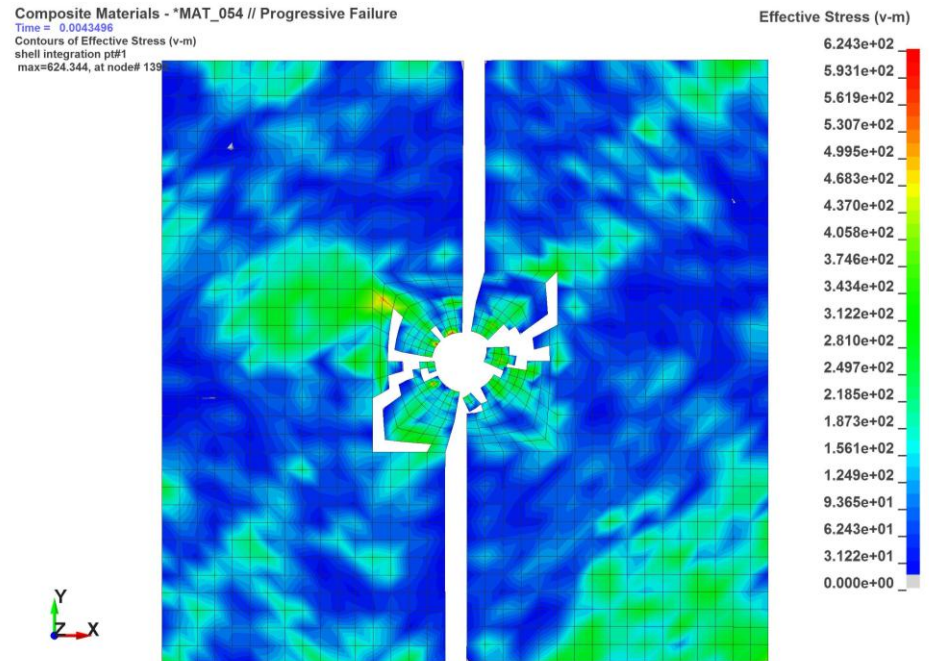 Composite Materials - *MAT_054 // Progressive Failure
Time = 0.0043496
Contours of Effective Stress (v-m)
shell integration pt#1
max=624.344, at node# 139
Effective Stress (v-m)
6.243e+02
5.931e+02
5.619e+02
5.307e+02
4.995e+02
4.683e+02
4.370e+02
4.058e+02
3.746e+02
3.434e+02
3.122e+02
2.810e+02
2.497e+02
2.185e+02
1.873e+02
1.561e+02
1.249e+02
9.365e+01
6.243e+01
3.122e+01
0.000e+00
Y
Z X